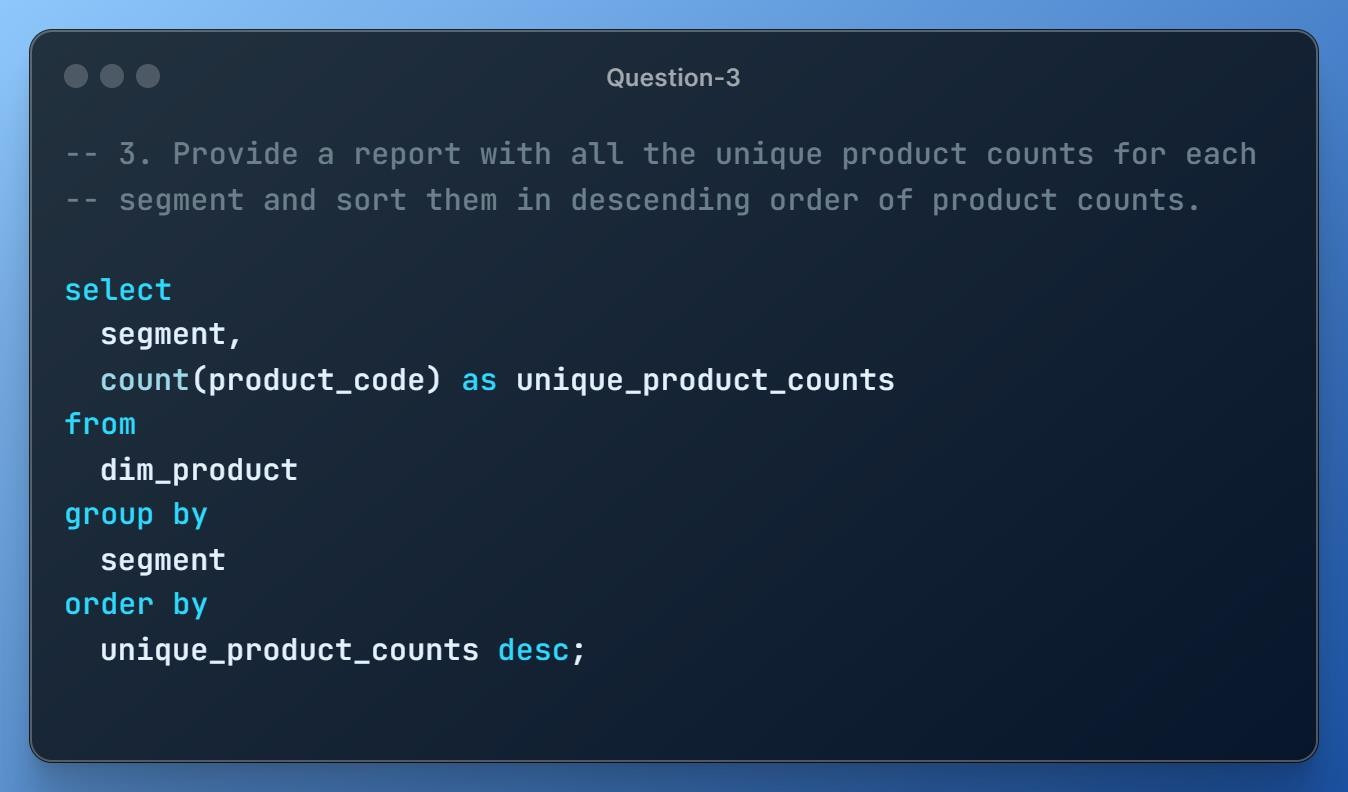 Question-3
-- 3. Provide a report with all the unique product counts for each
-- segment and sort them in descending order of product counts.
select
  segment,
  count(product_code) as unique_product_counts
from
  dim_product
group by
  segment
order by
  unique_product_counts desc;